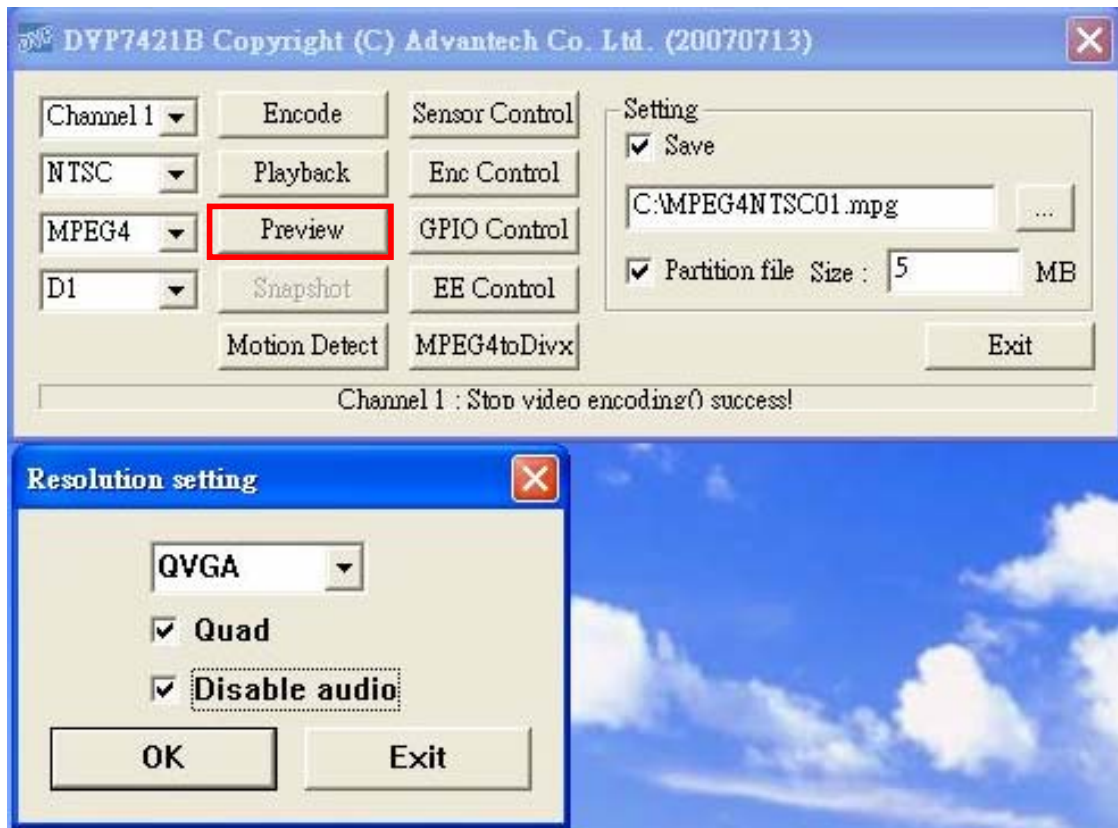 DVP7421B Copyright (C) Advantech Co. Ltd. (20070713)
Channel 1
Encode
Sensor Control
Setting
Save
NTSC
Playback
Enc Control
C:\MPEG4NTSC01.mpg
...
MPEG4
Preview
GPIO Control
Partition file Size : 5 MB
D1
Snapshot
EE Control
Motion Detect
MPEG4toDivx
Exit
Channel 1 : Stop video encoding() success!
Resolution setting
QVGA
Quad
Disable audio
OK
Exit